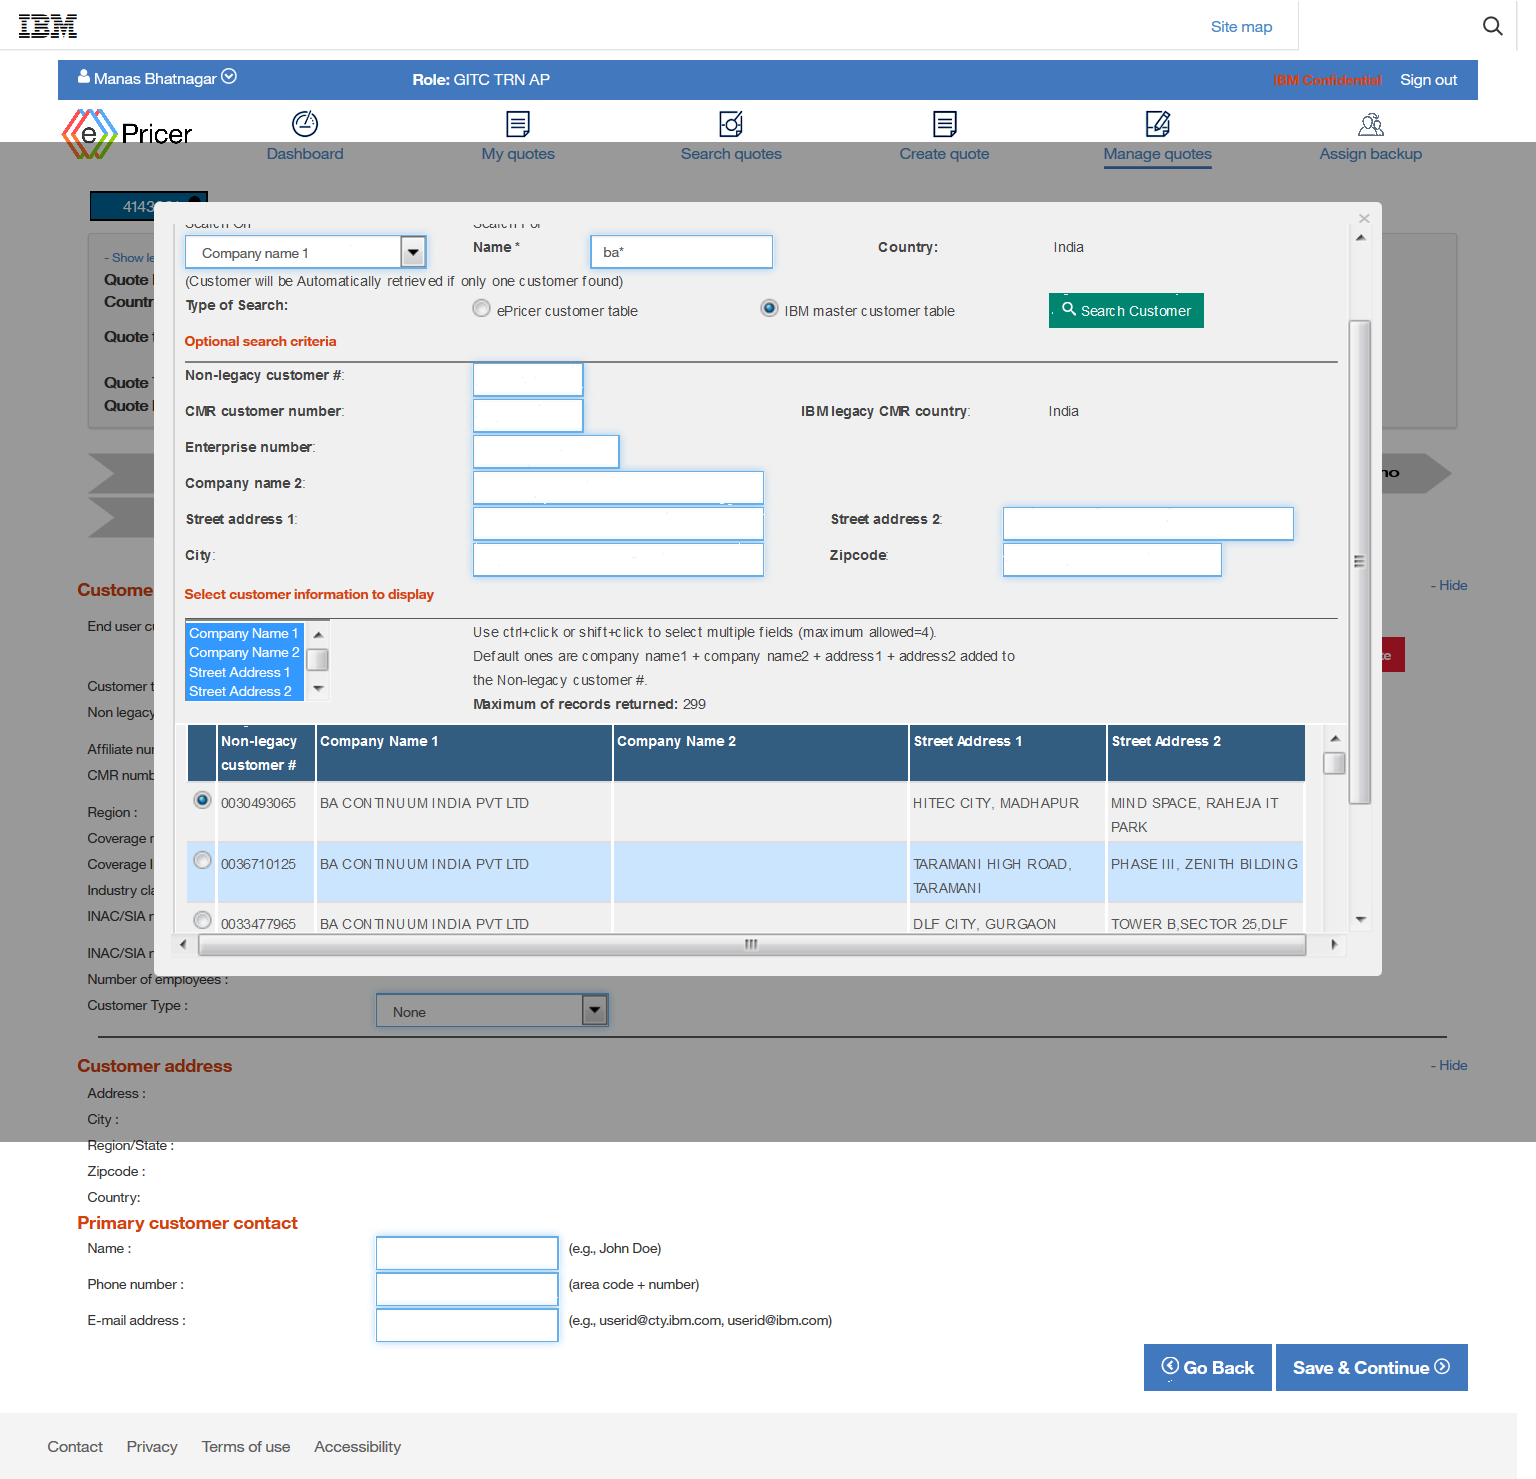 IBM
Site map
Manas Bhatnagar
Role: GITC TRN AP
IBM Confidential
Sign out
e Pricer
Dashboard
My quotes
Search quotes
Create quote
Manage quotes
Assign backup
4143
×
Search On
Search For
Company name 1
Name *
ba*
Country:
India
- Show le
(Customer will be Automatically retrieved if only one customer found)
Quote
Countr
Type of Search:
ePricer customer table
IBM master customer table
Search Customer
Quote
Optional search criteria
Non-legacy customer #:
Quote
Quote
CMR customer number:
IBM legacy CMR country:
India
Enterprise number:
no
Company name 2:
Street address 1:
Street address 2:
City:
Zipcode:
Custome
Select customer information to display
- Hide
End user cu
Company Name 1
Company Name 2
Street Address 1
Street Address 2
Use ctrl+click or shift+click to select multiple fields (maximum allowed=4).
Default ones are company name1 + company name2 + address1 + address2 added to
the Non-legacy customer #.
Maximum of records returned: 299
te
Customer t
Non legacy
Non-legacy customer #
Company Name 1
Company Name 2
Street Address 1
Street Address 2
Affiliate nur
CMR numb
0030493065
BA CONTINUUM INDIA PVT LTD
HITEC CITY, MADHAPUR
MIND SPACE, RAHEJA IT PARK
Region :
Coverage r
0036710125
BA CONTINUUM INDIA PVT LTD
TARAMANI HIGH ROAD, TARAMANI
PHASE III, ZENITH BILDING
Coverage I
Industry cla
INAC/SIA r
0033477965
BA CONTINUUM INDIA PVT LTD
DLF CITY, GURGAON
TOWER B,SECTOR 25,DLF
INAC/SIA r
Number of employees :
Customer Type :
None
Customer address
- Hide
Address :
City :
Region/State :
Zipcode :
Country:
Primary customer contact
Name :
(e.g., John Doe)
Phone number :
(area code + number)
E-mail address :
(e.g., userid@cty.ibm.com, userid@ibm.com)
Go Back
Save & Continue
Contact
Privacy
Terms of use
Accessibility